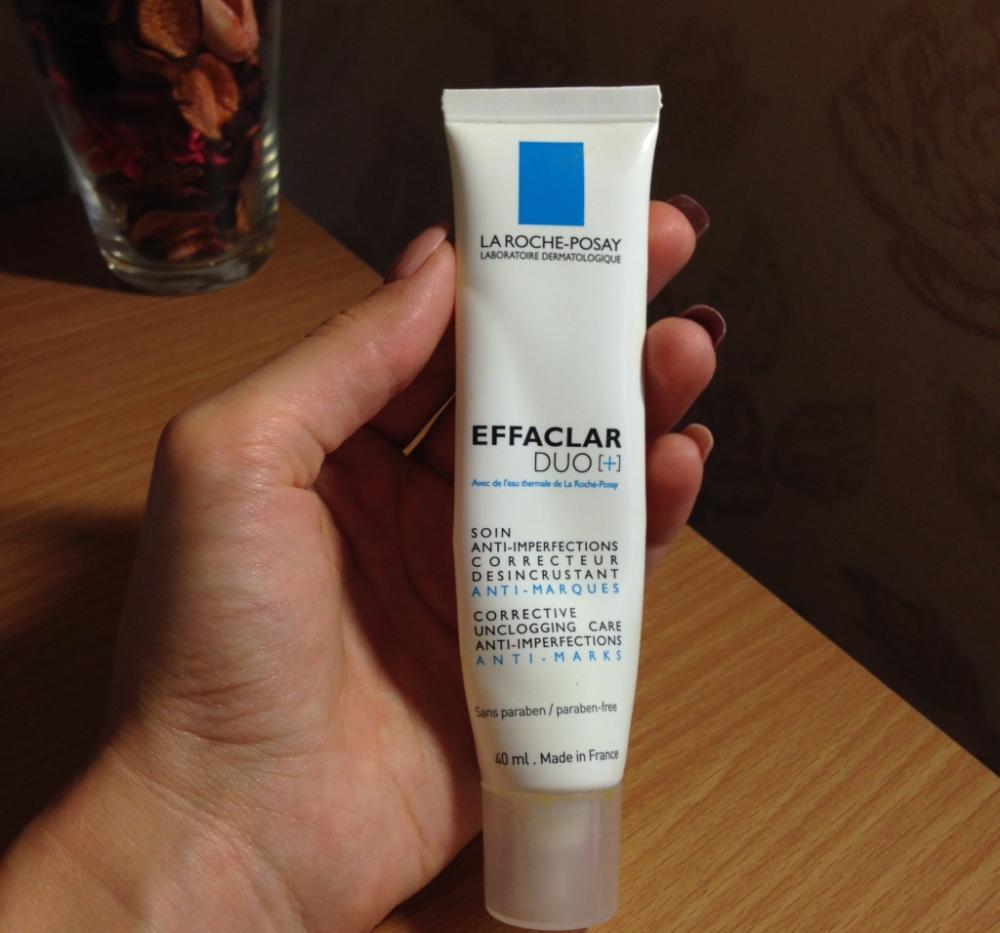 LA ROCHE-POSAY
LABORATOIRE DERMATOLOGIQUE
EFFACLAR
DUO [+]
Avec de l'eau thermale de La Roche-Posay
SOIN
ANTI-IMPERFECTIONS
CORRECTEUR
DESINCRUSTANT
ANTI-MARQUES
CORRECTIVE
UNCLOGGING CARE
ANTI-IMPERFECTIONS
ANTI-MARKS
Sans paraben / paraben-free
40 ml . Made in France